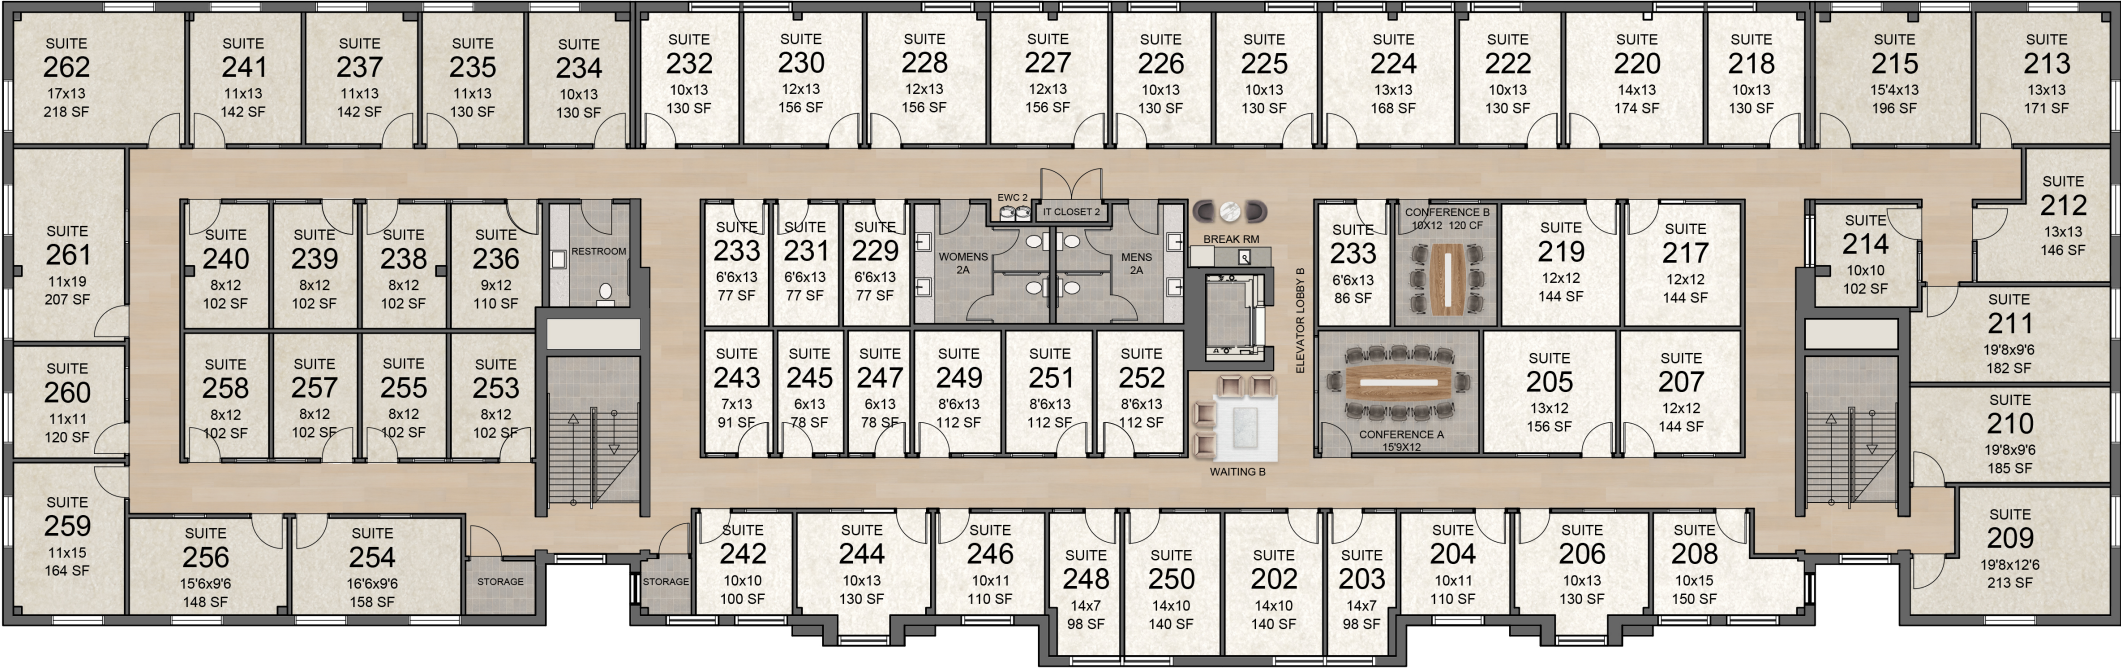 SUITE
262
17x13
218 SF
SUITE
241
11x13
142 SF
SUITE
237
11x13
142 SF
SUITE
235
11x13
130 SF
SUITE
234
10x13
130 SF
SUITE
232
10x13
130 SF
SUITE
230
12x13
156 SF
SUITE
228
12x13
156 SF
SUITE
227
12x13
156 SF
SUITE
226
10x13
130 SF
SUITE
225
10x13
130 SF
SUITE
224
13x13
168 SF
SUITE
222
10x13
130 SF
SUITE
220
14x13
174 SF
SUITE
218
10x13
130 SF
SUITE
215
15'4x13
196 SF
SUITE
213
13x13
171 SF
SUITE
261
11x19
207 SF
SUITE
240
8x12
102 SF
SUITE
239
8x12
102 SF
SUITE
238
8x12
102 SF
SUITE
236
9x12
110 SF
RESTROOM
SUITE
233
6'6x13
77 SF
SUITE
231
6'6x13
77 SF
SUITE
229
6'6x13
77 SF
WOMENS
2A
EWC 2
IT CLOSET 2
MENS
2A
BREAK RM
ELEVATOR LOBBY B
SUITE
233
6'6x13
86 SF
CONFERENCE B
10X12 120 CF
SUITE
219
12x12
144 SF
SUITE
217
12x12
144 SF
SUITE
214
10x10
102 SF
SUITE
212
13x13
146 SF
SUITE
211
19'8x9'6
182 SF
SUITE
260
11x11
120 SF
SUITE
258
8x12
102 SF
SUITE
257
8x12
102 SF
SUITE
255
8x12
102 SF
SUITE
253
8x12
102 SF
SUITE
243
7x13
91 SF
SUITE
245
6x13
78 SF
SUITE
247
6x13
78 SF
SUITE
249
8'6x13
112 SF
SUITE
251
8'6x13
112 SF
SUITE
252
8'6x13
112 SF
WAITING B
CONFERENCE A
15'9X12
SUITE
205
13x12
156 SF
SUITE
207
12x12
144 SF
SUITE
210
19'8x9'6
185 SF
SUITE
259
11x15
164 SF
SUITE
256
15'6x9'6
148 SF
SUITE
254
16'6x9'6
158 SF
STORAGE
STORAGE
SUITE
242
10x10
100 SF
SUITE
244
10x13
130 SF
SUITE
246
10x11
110 SF
SUITE
248
14x7
98 SF
SUITE
250
14x10
140 SF
SUITE
202
14x10
140 SF
SUITE
203
14x7
98 SF
SUITE
204
10x11
110 SF
SUITE
206
10x13
130 SF
SUITE
208
10x15
150 SF
SUITE
209
19'8x12'6
213 SF